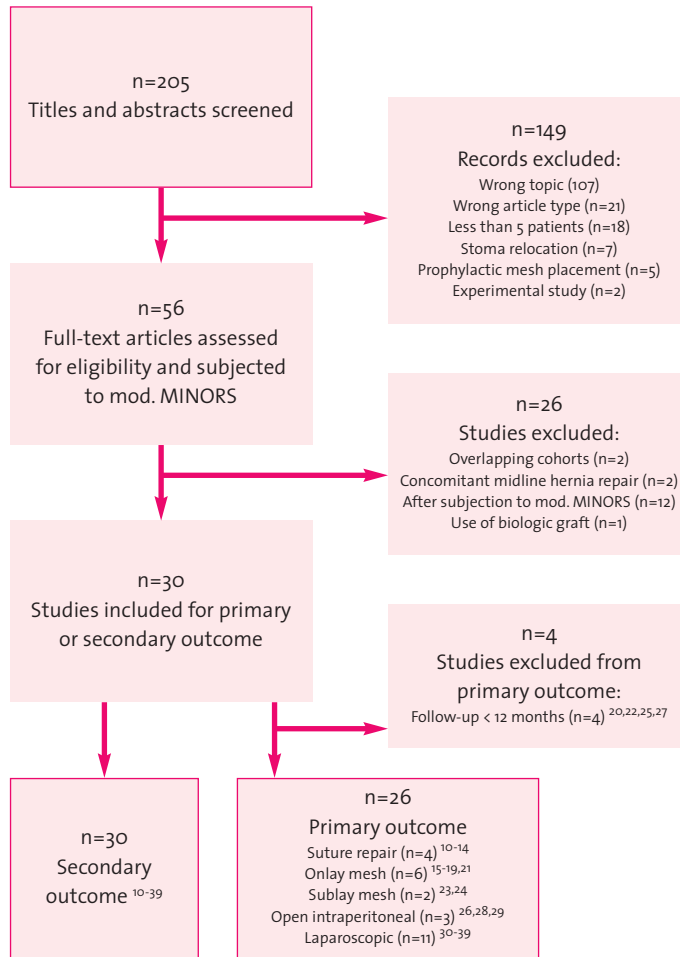 n=205
Titles and abstracts screened
n=149
Records excluded:
Wrong topic (107)
Wrong article type (n=21)
Less than 5 patients (n=18)
Stoma relocation (n=7)
Prophylactic mesh placement (n=5)
Experimental study (n=2)
n=56
Full-text articles assessed
for eligibility and subjected
to mod. MINORS
n=26
Studies excluded:
Overlapping cohorts (n=2)
Concomitant midline hernia repair (n=2)
After subjection to mod. MINORS (n=12)
Use of biologic graft (n=1)
n=30
Studies included for primary
or secondary outcome
n=4
Studies excluded from
primary outcome:
Follow-up < 12 months (n=4) 20,22,25,27
n=30
Secondary
outcome 10-39
n=26
Primary outcome
Suture repair (n=4) 10-14
Onlay mesh (n=6) 15-19,21
Sublay mesh (n=2) 23,24
Open intraperitoneal (n=3) 26,28,29
Laparoscopic (n=11) 30-39